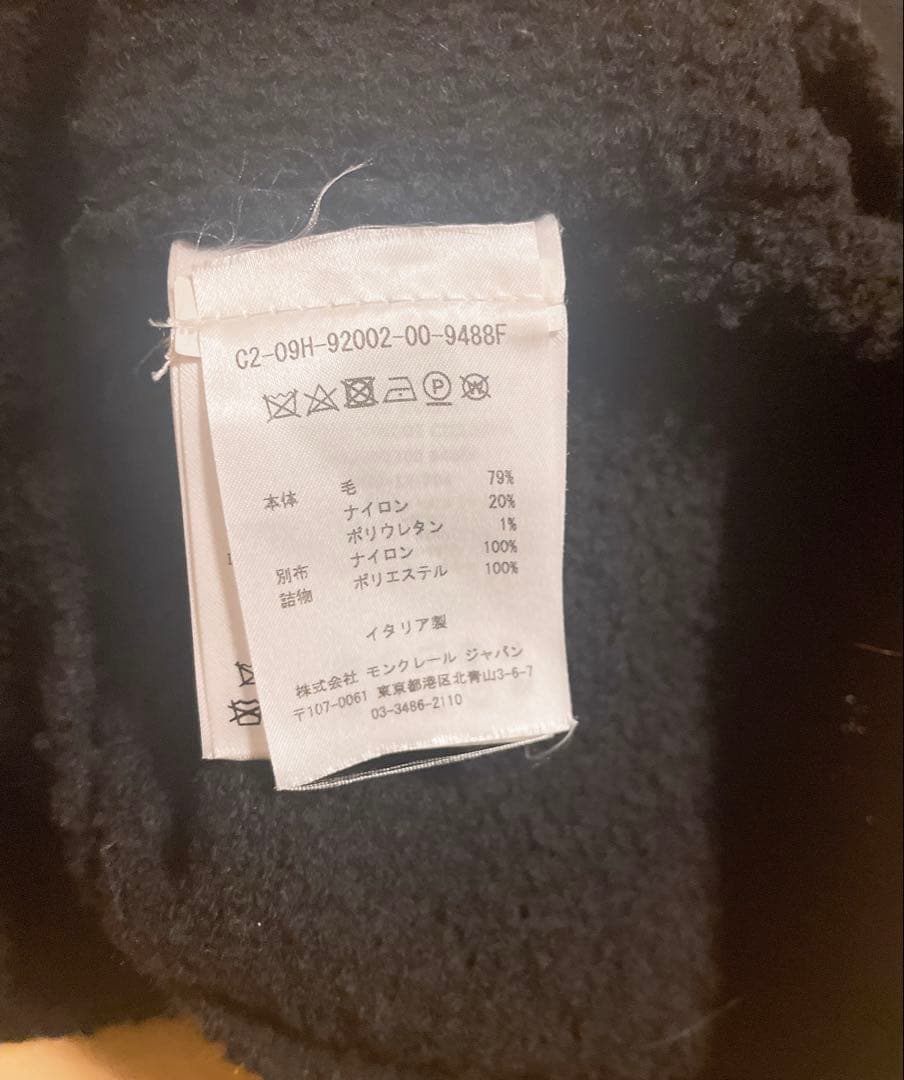 C2-09H-92002-00-9488F
P W
本体 毛 79%
ナイロン 20%
ポリウレタン 1%
別布 ナイロン 100%
詰物 ポリエステル 100%
イタリア製
株式会社 モンクレール ジャパン
〒107-0061 東京都港区北青山3-6-7
03-3486-2110